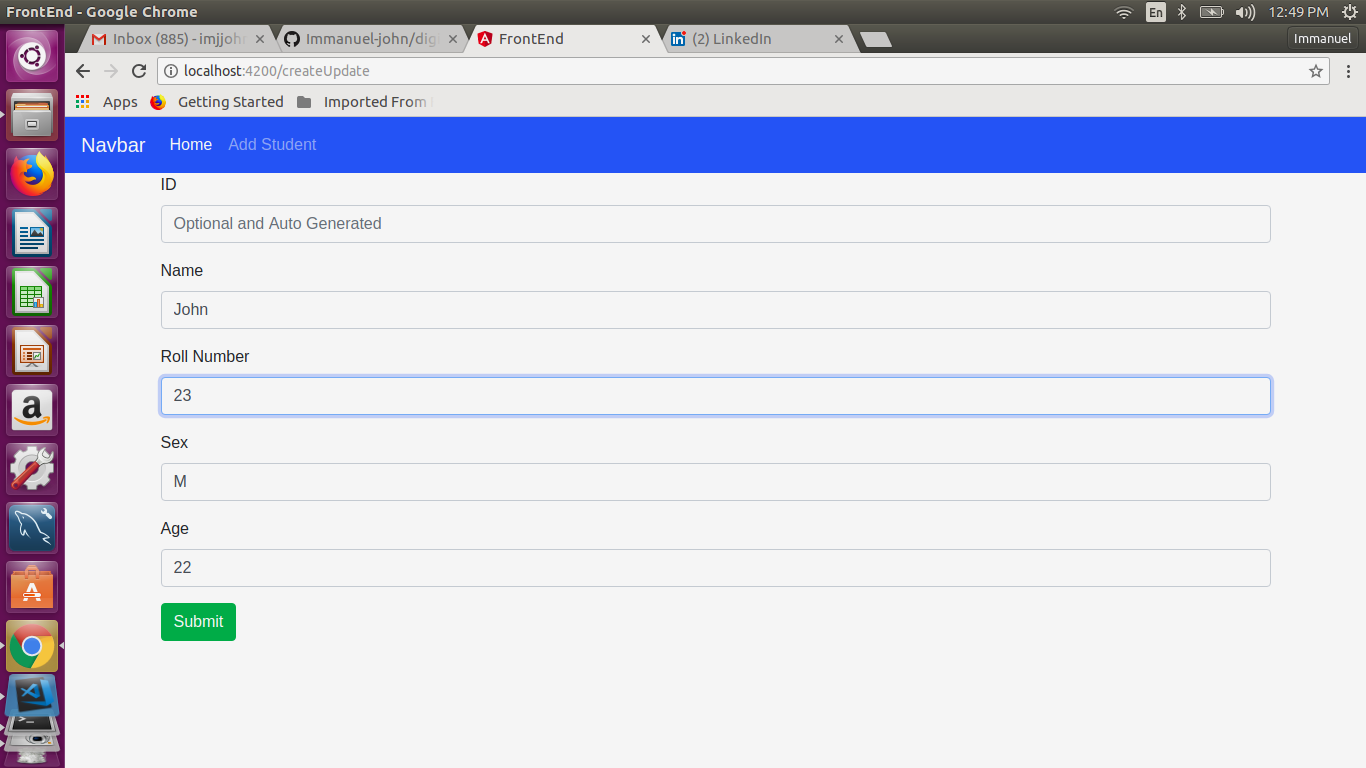 FrontEnd - Google Chrome
En
12:49 PM
Inbox (885) - imjjoh
Immanuel-john/digi
FrontEnd
(2) LinkedIn
Immanuel
localhost:4200/createUpdate
Apps
Getting Started
Imported From
Navbar
Home
Add Student
ID
Optional and Auto Generated
Name
John
Roll Number
23
Sex
M
Age
22
Submit